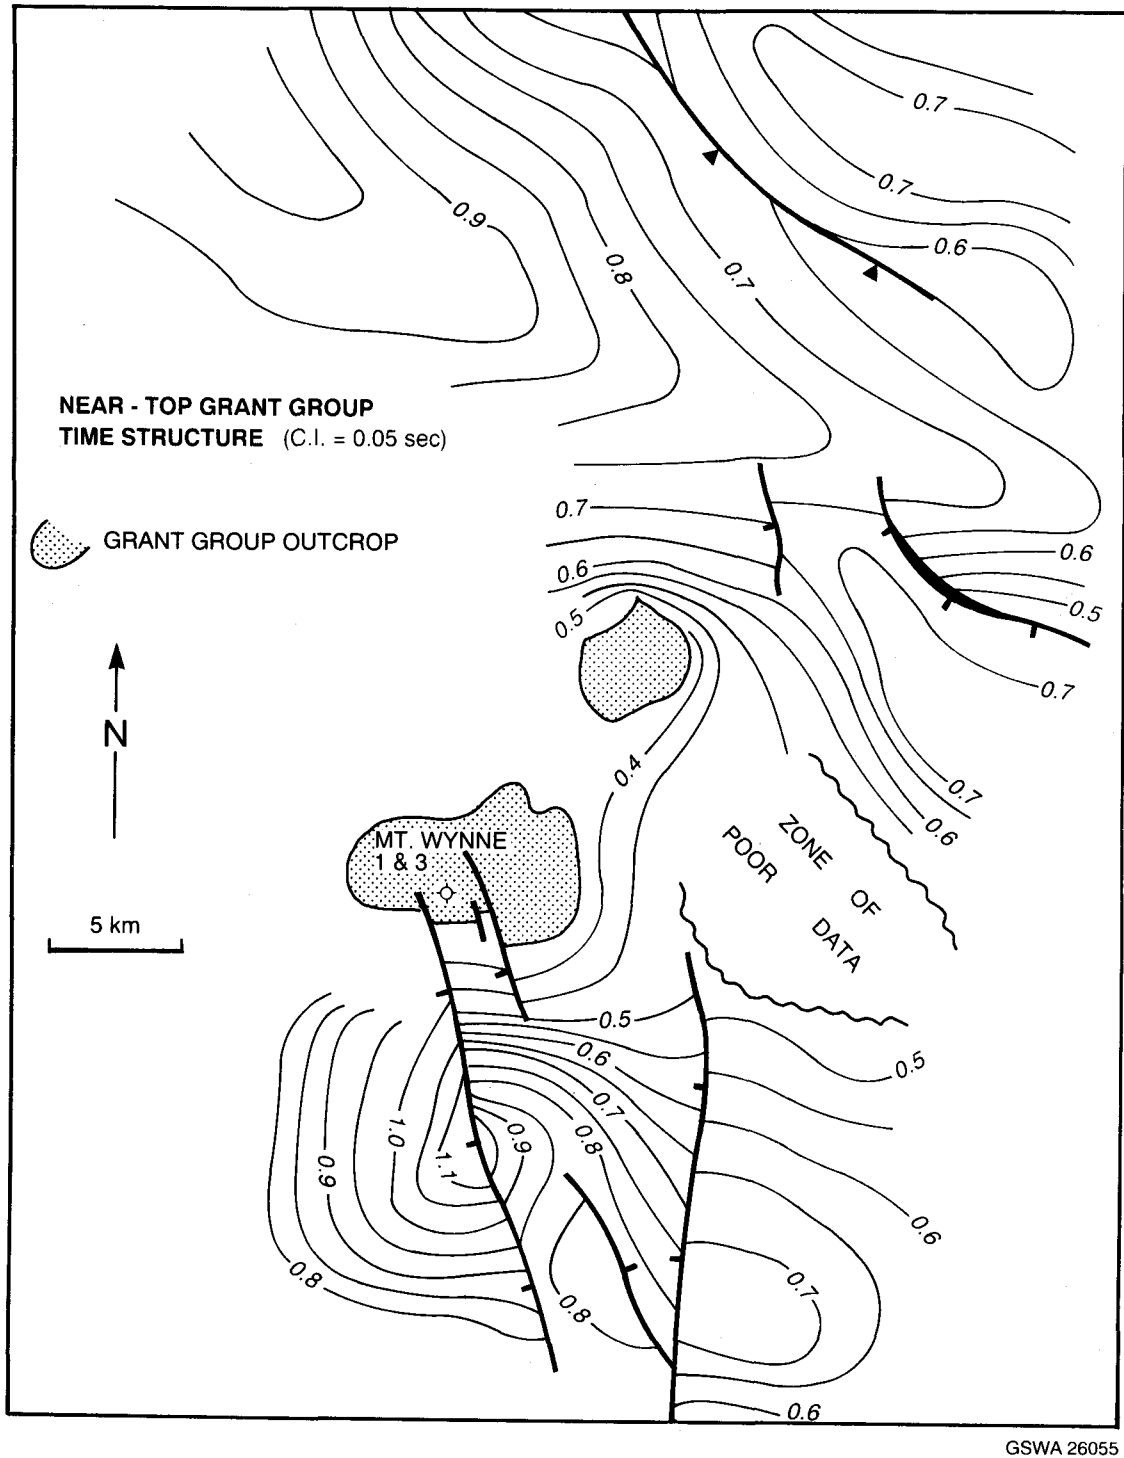 0.7
0.7
0.9
0.6
0.8
0.7
NEAR - TOP GRANT GROUP
TIME STRUCTURE (C.I. = 0.05 sec)
0.7
GRANT GROUP OUTCROP
0.6
0.6
0.5
0.5
0.7
N
0.4
0.7
0.6
ZONE OF
POOR DATA
MT. WYNNE
1 & 3
5 km
0.5
0.6
0.5
0.7
1.0
0.9
0.8
1.1
0.9
0.6
0.8
0.7
0.8
0.6
GSWA 26055